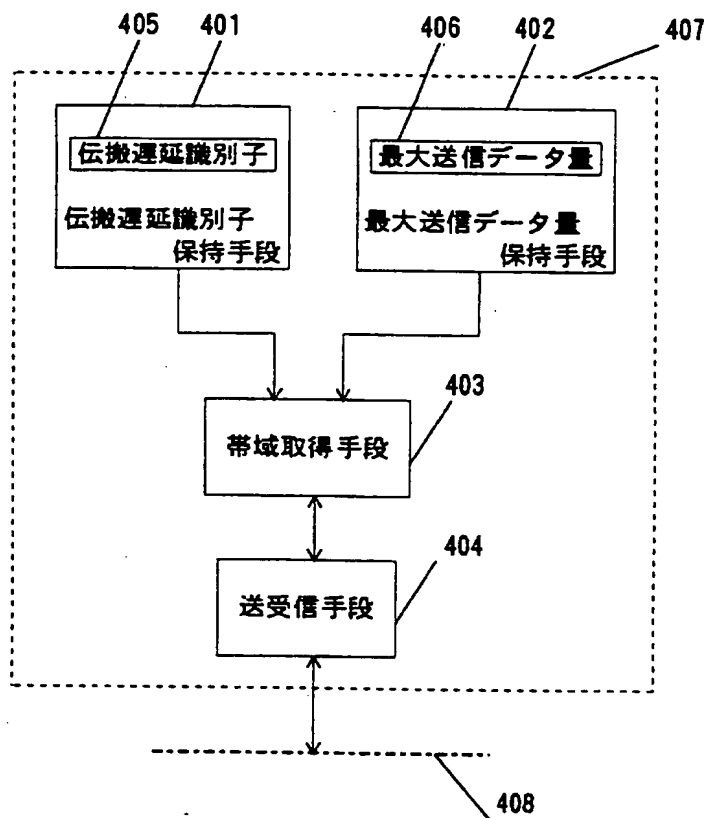 405
401
406
402
407
伝搬遅延識別子
最大送信データ量
伝搬遅延識別子
保持手段
最大送信データ量
保持手段
403
帯域取得手段
404
送受信手段
408